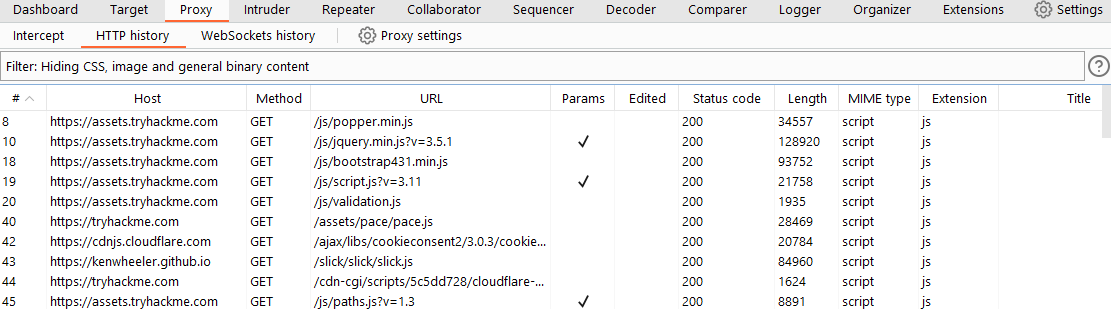 Dashboard Target Proxy Intruder Repeater Collaborator Sequencer Decoder Comparer Logger Organizer Extensions Settings
Intercept HTTP history WebSockets history Proxy settings
Filter: Hiding CSS, image and general binary content ?
# Host Method URL Params Edited Status code Length MIME type Extension Title
8 https://assets.tryhackme.com GET /js/popper.min.js 200 34557 script js
10 https://assets.tryhackme.com GET /js/jquery.min.js?v=3.5.1 ✓ 200 128920 script js
18 https://assets.tryhackme.com GET /js/bootstrap431.min.js 200 93752 script js
19 https://assets.tryhackme.com GET /js/script.js?v=3.11 ✓ 200 21758 script js
20 https://assets.tryhackme.com GET /js/validation.js 200 1935 script js
40 https://tryhackme.com GET /assets/pace/pace.js 200 28469 script js
42 https://cdnjs.cloudflare.com GET /ajax/libs/cookieconsent2/3.0.3/cookie... 200 20784 script js
43 https://kenwheeler.github.io GET /slick/slick/slick.js 200 84960 script js
44 https://tryhackme.com GET /cdn-cgi/scripts/5c5dd728/cloudflare-... 200 1624 script js
45 https://assets.tryhackme.com GET /js/paths.js?v=1.3 ✓ 200 8891 script js